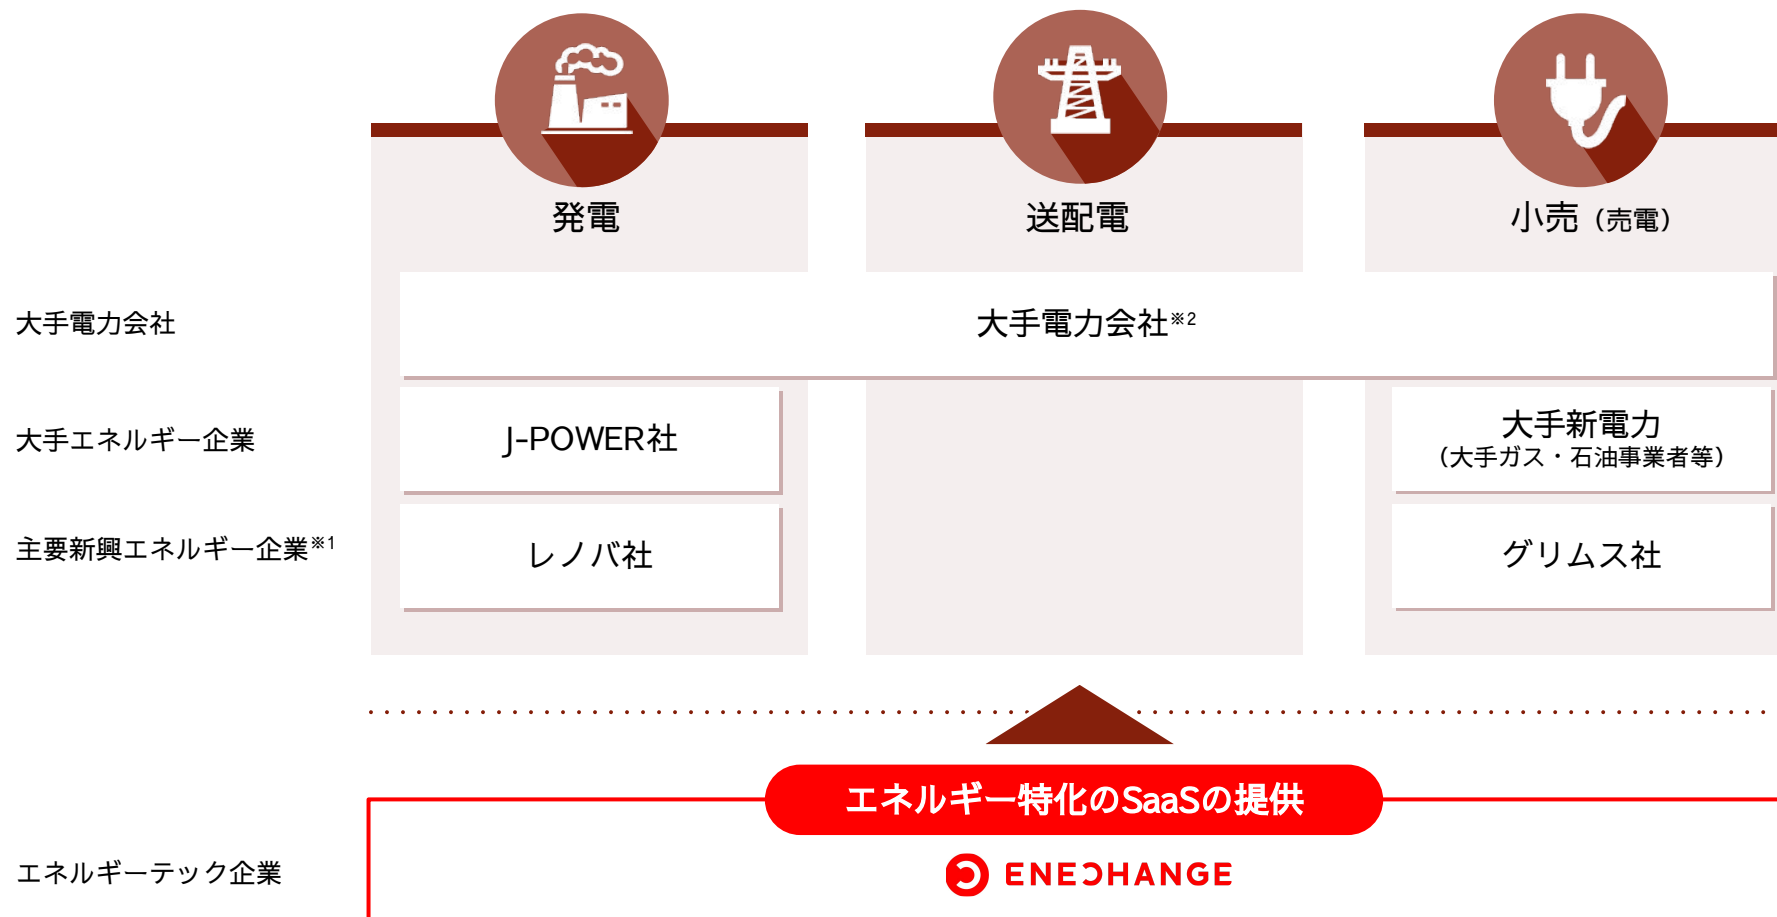 発電
送配電
小売（売電）
大手電力会社
大手電力会社※2
大手エネルギー企業
J-POWER社
大手新電力
（大手ガス・石油事業者等）
主要新興エネルギー企業※1
レノバ社
グリムス社
エネルギー特化のSaaSの提供
エネルギーテック企業
ENECHANGE